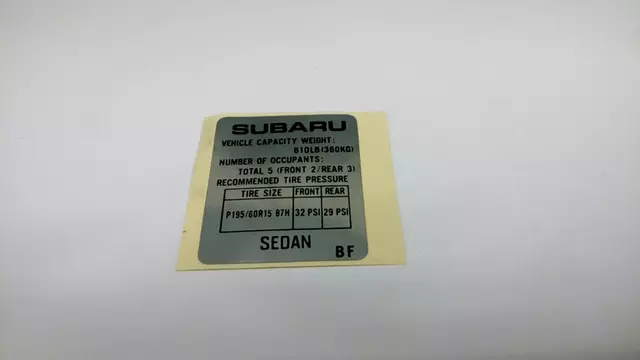 SUBARU
VEHICLE CAPACITY WEIGHT:
810LB(360KG)
NUMBER OF OCCUPANTS:
TOTAL 5 (FRONT 2/REAR 3)
RECOMMENDED TIRE PRESSURE
TIRE SIZE FRONT REAR
P195/60R15 87H 32 PSI 29 PSI
SEDAN
BF